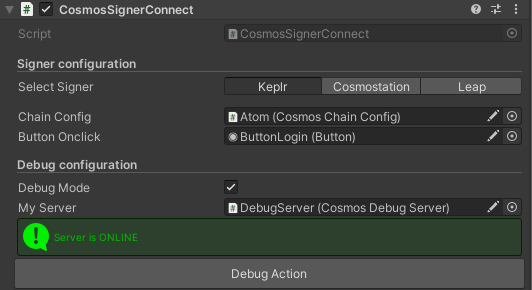 CosmosSignerConnect
Script CosmosSignerConnect
Signer configuration
Select Signer Keplr Cosmostation Leap
Chain Config Atom (Cosmos Chain Config)
Button Onclick ButtonLogin (Button)
Debug configuration
Debug Mode
My Server DebugServer (Cosmos Debug Server)
Server is ONLINE
Debug Action